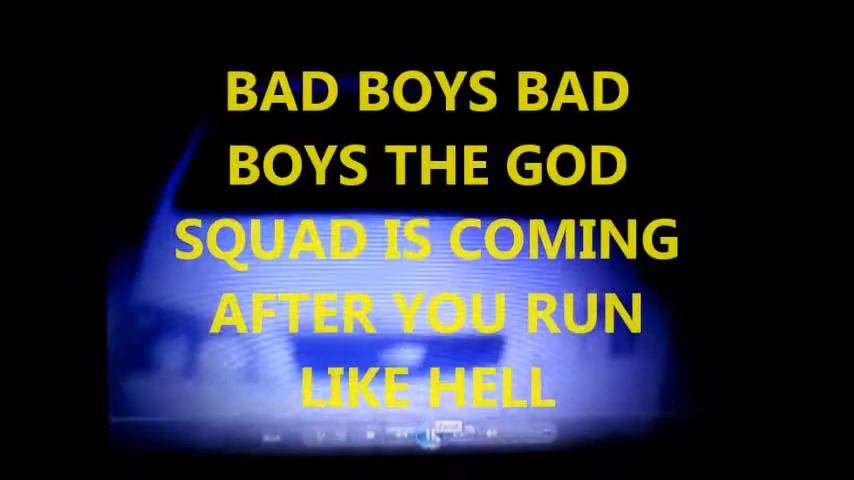 BAD BOYS BAD
BOYS THE GOD
SQUAD IS COMING
AFTER YOU RUN
LIKE HELL